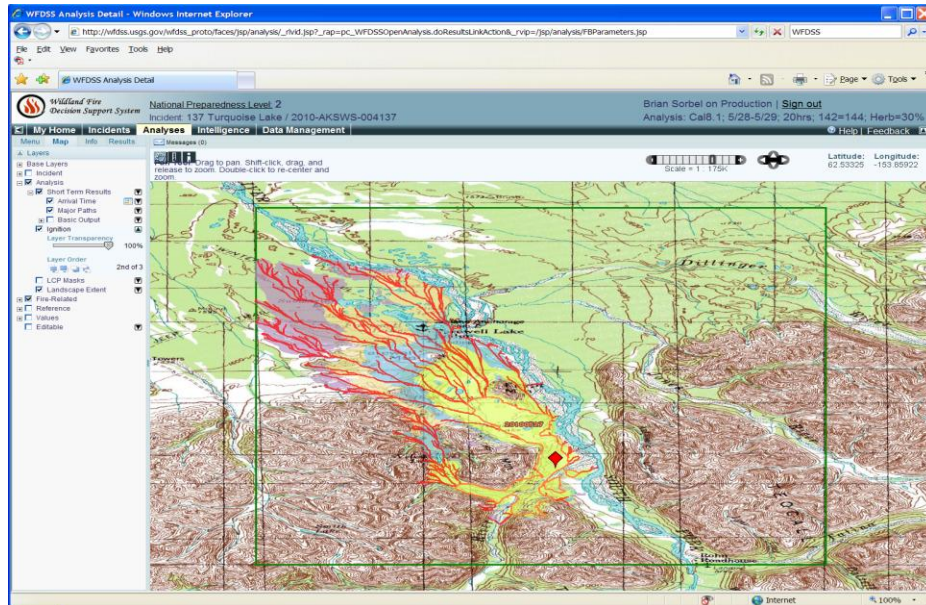 WFDSS Analysis Detail - Windows Internet Explorer
http://wfdss.usgs.gov/wfdss_proto/faces/jsp/analysis/_rlvid.jsp?_rap=pc_WFDSSOpenAnalysis.doResultsLinkAction&_rvip=/jsp/analysis/FBParameters.jsp
WFDSS
File Edit View Favorites Tools Help
WFDSS Analysis Detail
Page Tools
Wildland Fire
Decision Support System
National Preparedness Level: 2
Incident: 137 Turquoise Lake / 2010-AKSWS-004137
Brian Sorbel on Production | Sign out
Analysis: Cal8.1; 5/28-5/29; 20hrs; 142=144; Herb=30%
My Home Incidents Analyses Intelligence Data Management
Help | Feedback
Menu Map Info Results
Messages (0)
Layers
Base Layers
Incident
Analysis
Short Term Results
Arrival Time
Major Paths
Basic Output
Ignition
Layer Transparency
100%
Layer Order
2nd of 3
LCP Masks
Landscape Extent
Fire-Related
Reference
Values
Editable
Drag to pan. Shift-click, drag, and
release to zoom. Double-click to re-center and
zoom.
Scale = 1 : 175K
Latitude: Longitude:
62.53325 -153.85922
Dillinger
Lake
Towers
Rohn
Roundhouse
Internet
100%